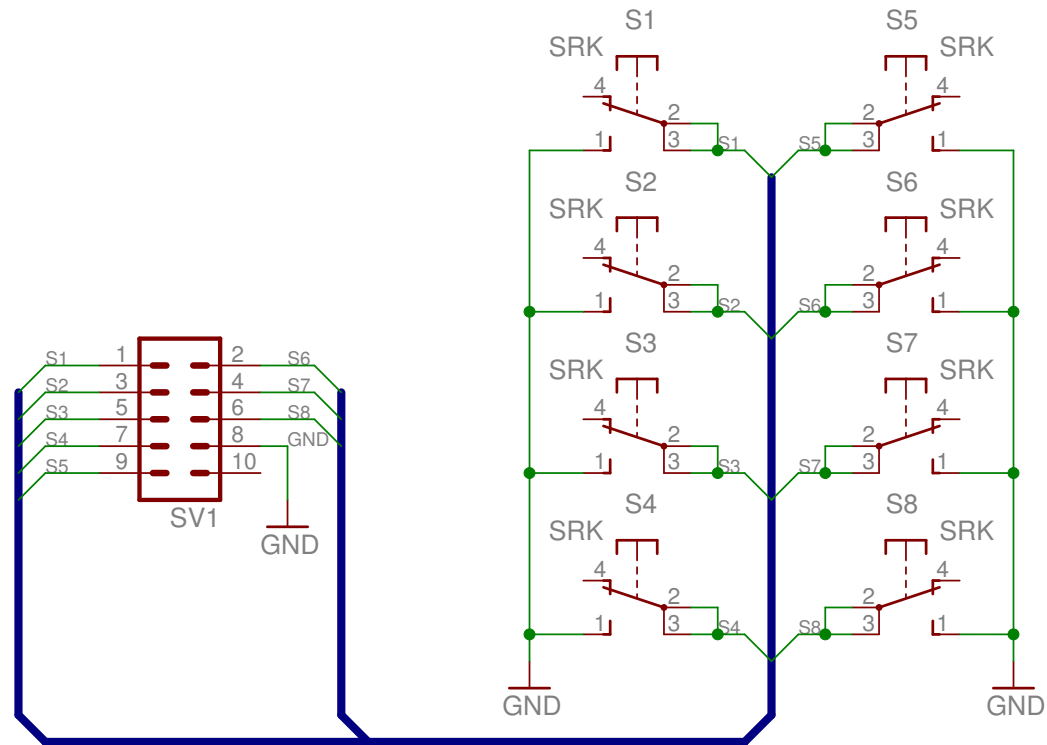 S1 S5
SRK SRK
4 4
2 2
3 S1 S5 3
1 1
S2 S6
SRK SRK
4 4
2 2
1 3 S2 S6 3 1
S3 S7
SRK SRK
4 4
2 2
1 3 S3 S7 3 1
S4 S8
SRK SRK
4 4
2 2
1 3 S4 S8 3 1
GND GND
S1 1 2 S6
S2 3 4 S7
S3 5 6 S8
S4 7 8 GND
S5 9 10
SV1
GND